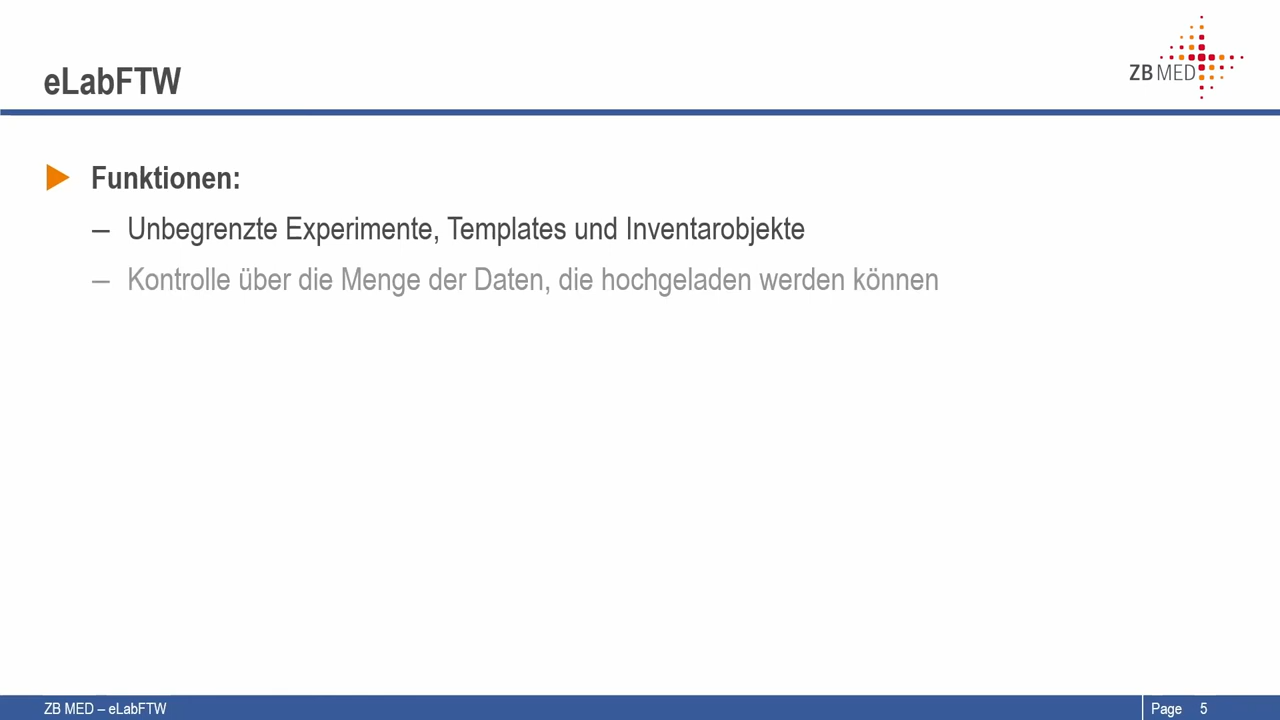 eLabFTW
ZB MED
Funktionen:
– Unbegrenzte Experimente, Templates und Inventarobjekte
– Kontrolle über die Menge der Daten, die hochgeladen werden können
ZB MED – eLabFTW
Page 5